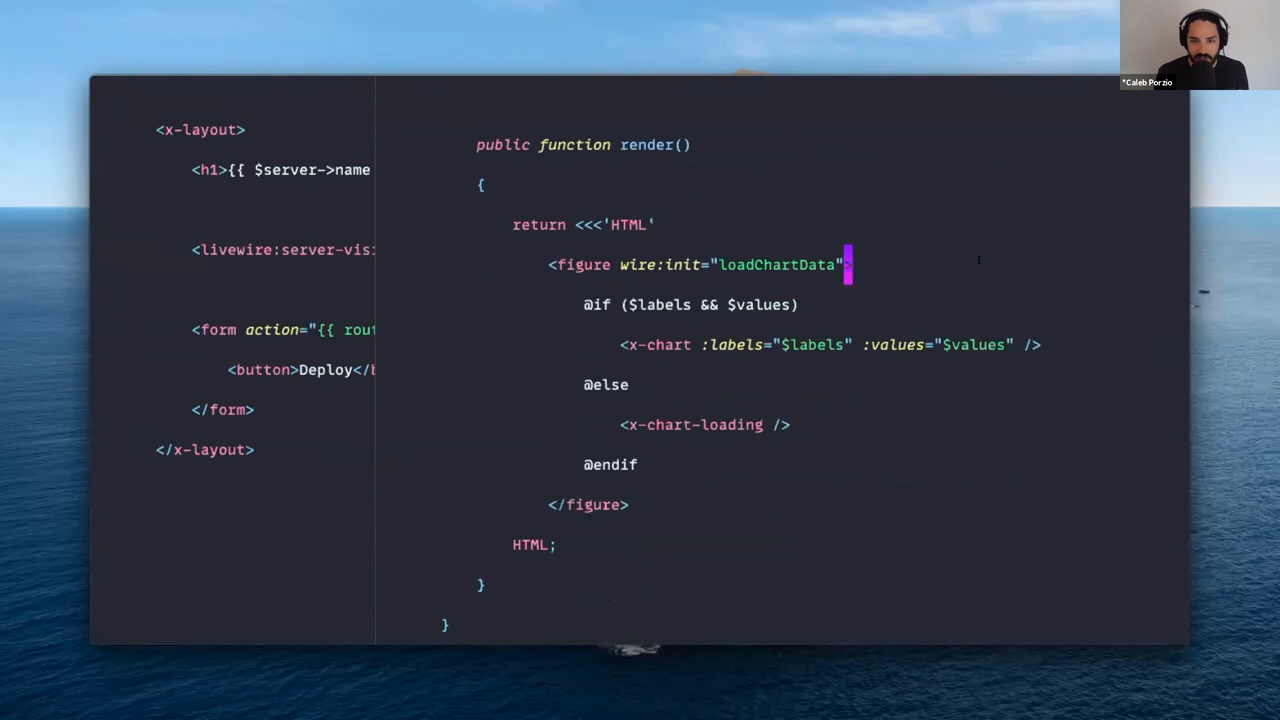 *Caleb Porzio
<x-layout>
<h1>{{ $server->name
<livewire:server-vis
<form action="{{ rout
<button>Deploy</b
</form>
</x-layout>
public function render()
{
return <<<'HTML'
<figure wire:init="loadChartData">
@if ($labels && $values)
<x-chart :labels="$labels" :values="$values" />
@else
<x-chart-loading />
@endif
</figure>
HTML;
}
}